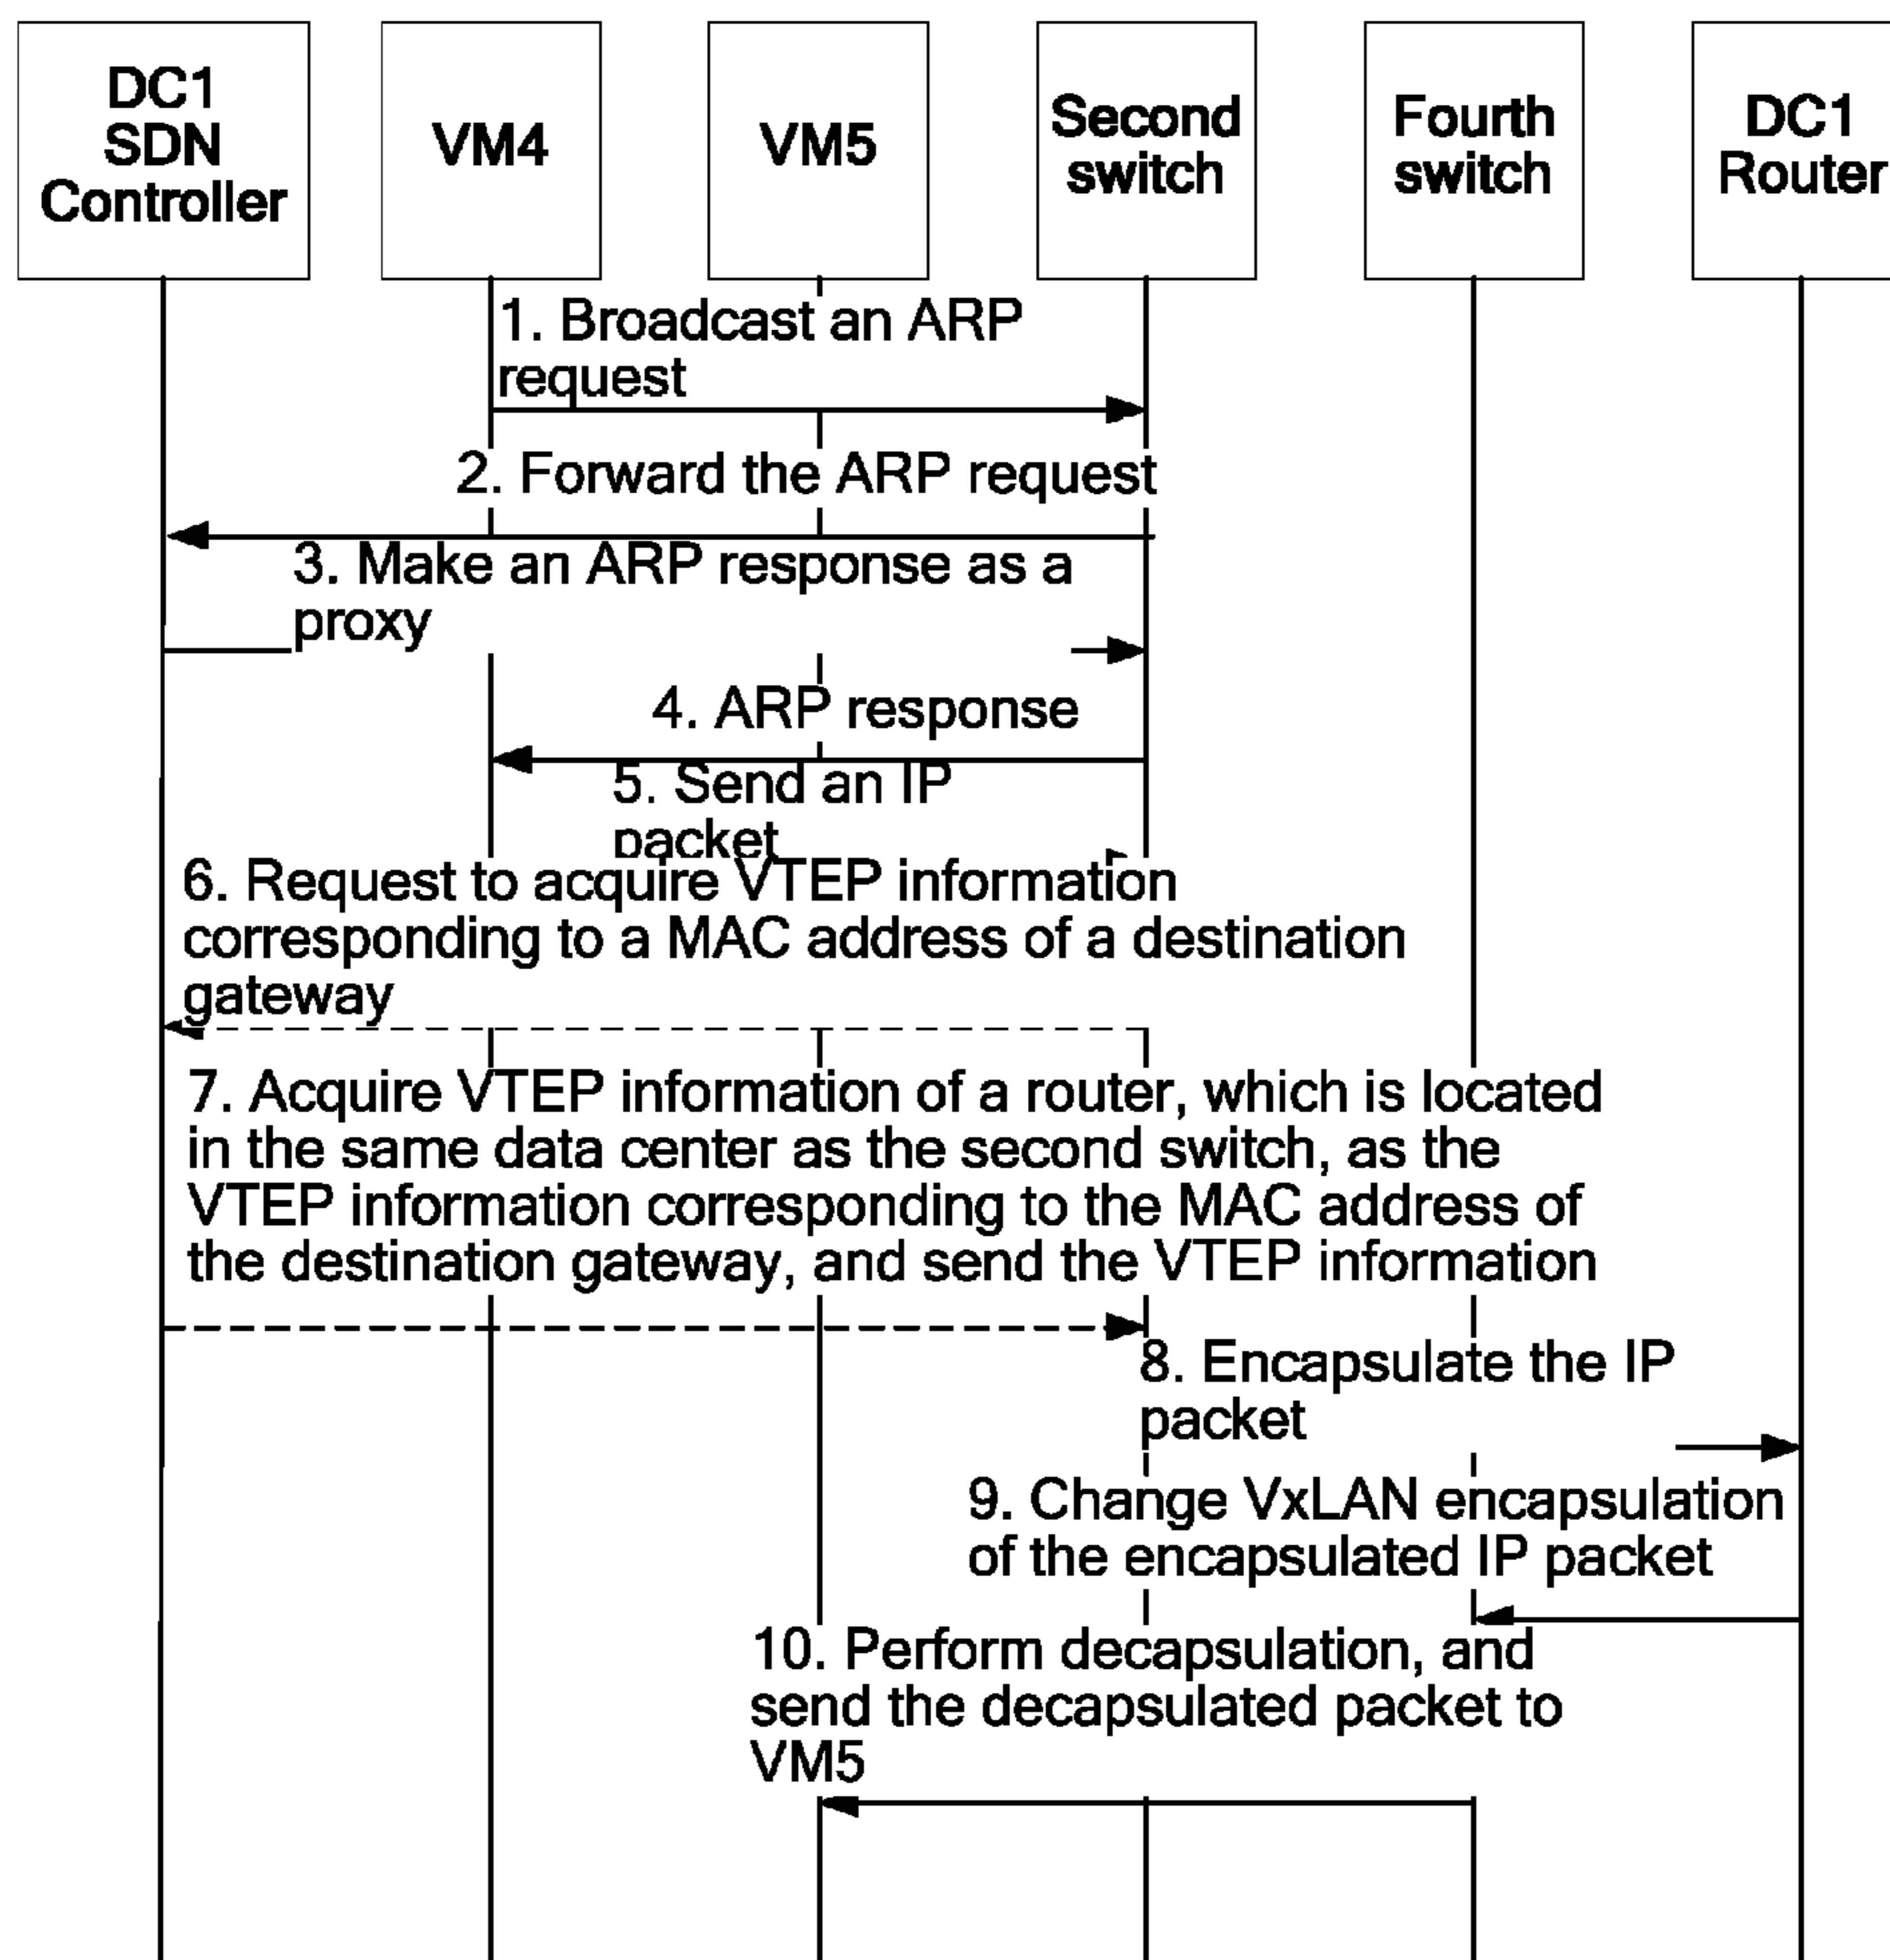 DC1
SDN
Controller
VM4
VM5
Second
switch
Fourth
switch
DC1
Router
1. Broadcast an ARP
request
2. Forward the ARP request
3. Make an ARP response as a
proxy
4. ARP response
5. Send an IP
packet
6. Request to acquire VTEP information
corresponding to a MAC address of a destination
gateway
7. Acquire VTEP information of a router, which is located
in the same data center as the second switch, as the
VTEP information corresponding to the MAC address of
the destination gateway, and send the VTEP information
8. Encapsulate the IP
packet
9. Change VxLAN encapsulation
of the encapsulated IP packet
10. Perform decapsulation, and
send the decapsulated packet to
VM5